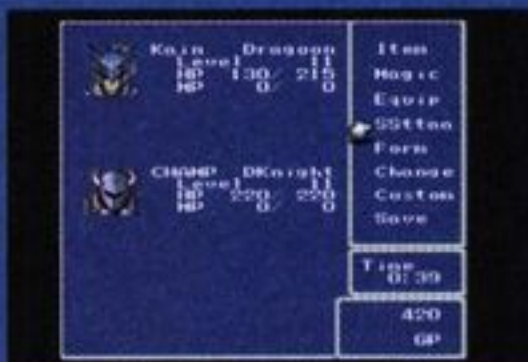 Kain Dragoon
Level 11
HP 130/ 215
MP 0/ 0
CHAMP DKnight
Level 11
HP 220/ 220
MP 0/ 0
Item
Magic
Equip
Form
Change
Custom
Save
Time
0:39
420
GP